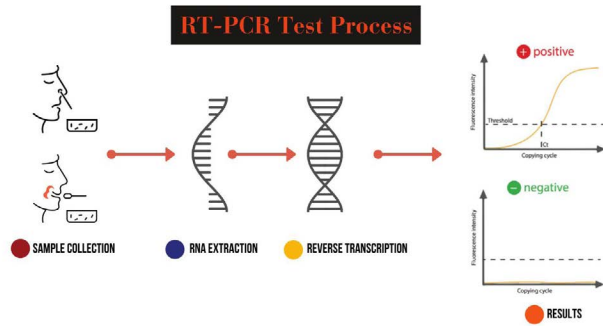 RT-PCR Test Process
positive
Fluorescence intensity
Threshold
Ct
Copying cycle
negative
Fluorescence intensity
Copying cycle
SAMPLE COLLECTION
RNA EXTRACTION
REVERSE TRANSCRIPTION
RESULTS